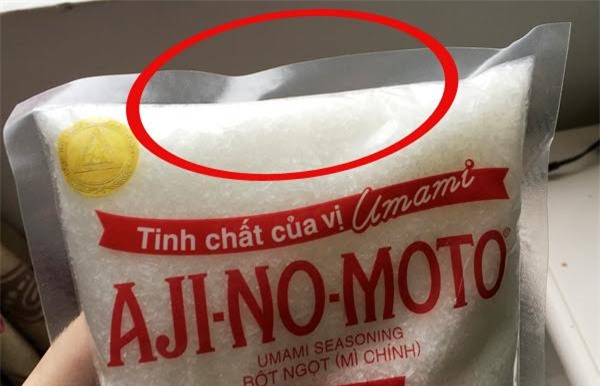 Tinh chất của vị Umami
AJI-NO-MOTO®
UMAMI SEASONING
BỘT NGỌT (MÌ CHÍNH)